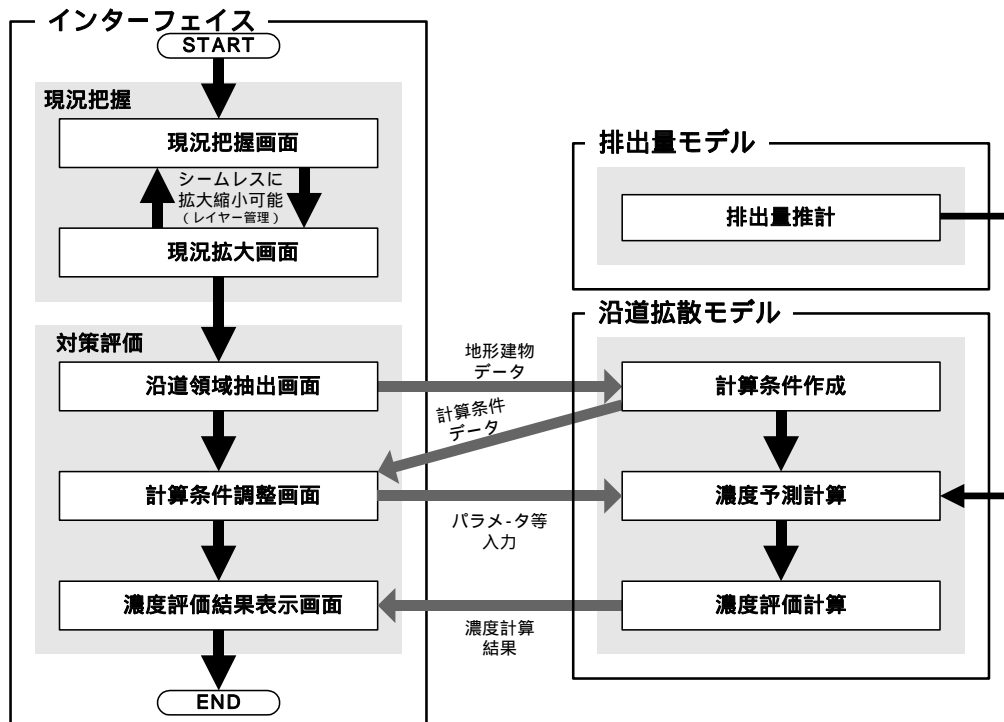 インターフェイス
START
現況把握
現況把握画面
シームレスに
拡大縮小可能
（レイヤー管理）
現況拡大画面
対策評価
沿道領域抽出画面
計算条件調整画面
濃度評価結果表示画面
END
地形建物
データ
計算条件
データ
パラメ-タ等
入力
濃度計算
結果
排出量モデル
排出量推計
沿道拡散モデル
計算条件作成
濃度予測計算
濃度評価計算